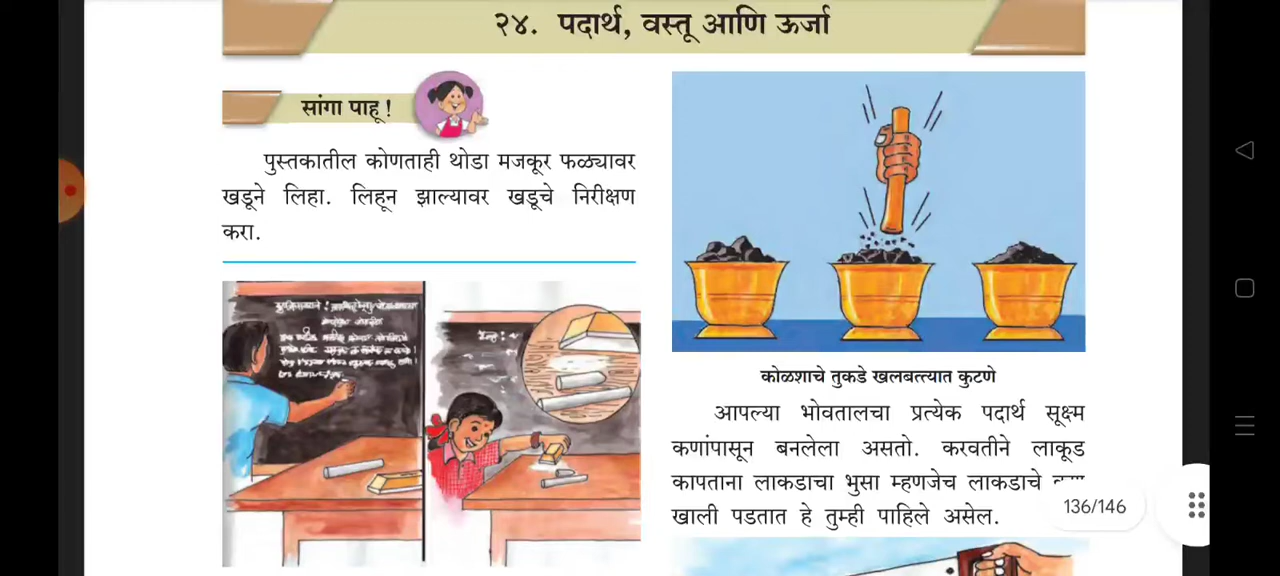 २४. पदार्थ, वस्तू आणि ऊर्जा
सांगा पाहू !
पुस्तकातील कोणताही थोडा मजकूर फळ्यावर
खडूने लिहा. लिहून झाल्यावर खडूचे निरीक्षण
करा.
कोळशाचे तुकडे खलबत्त्यात कुटणे
आपल्या भोवतालचा प्रत्येक पदार्थ सूक्ष्म
कणांपासून बनलेला असतो. करवतीने लाकूड
कापताना लाकडाचा भुसा म्हणजेच लाकडाचे
खाली पडतात हे तुम्ही पाहिले असेल.
136/146